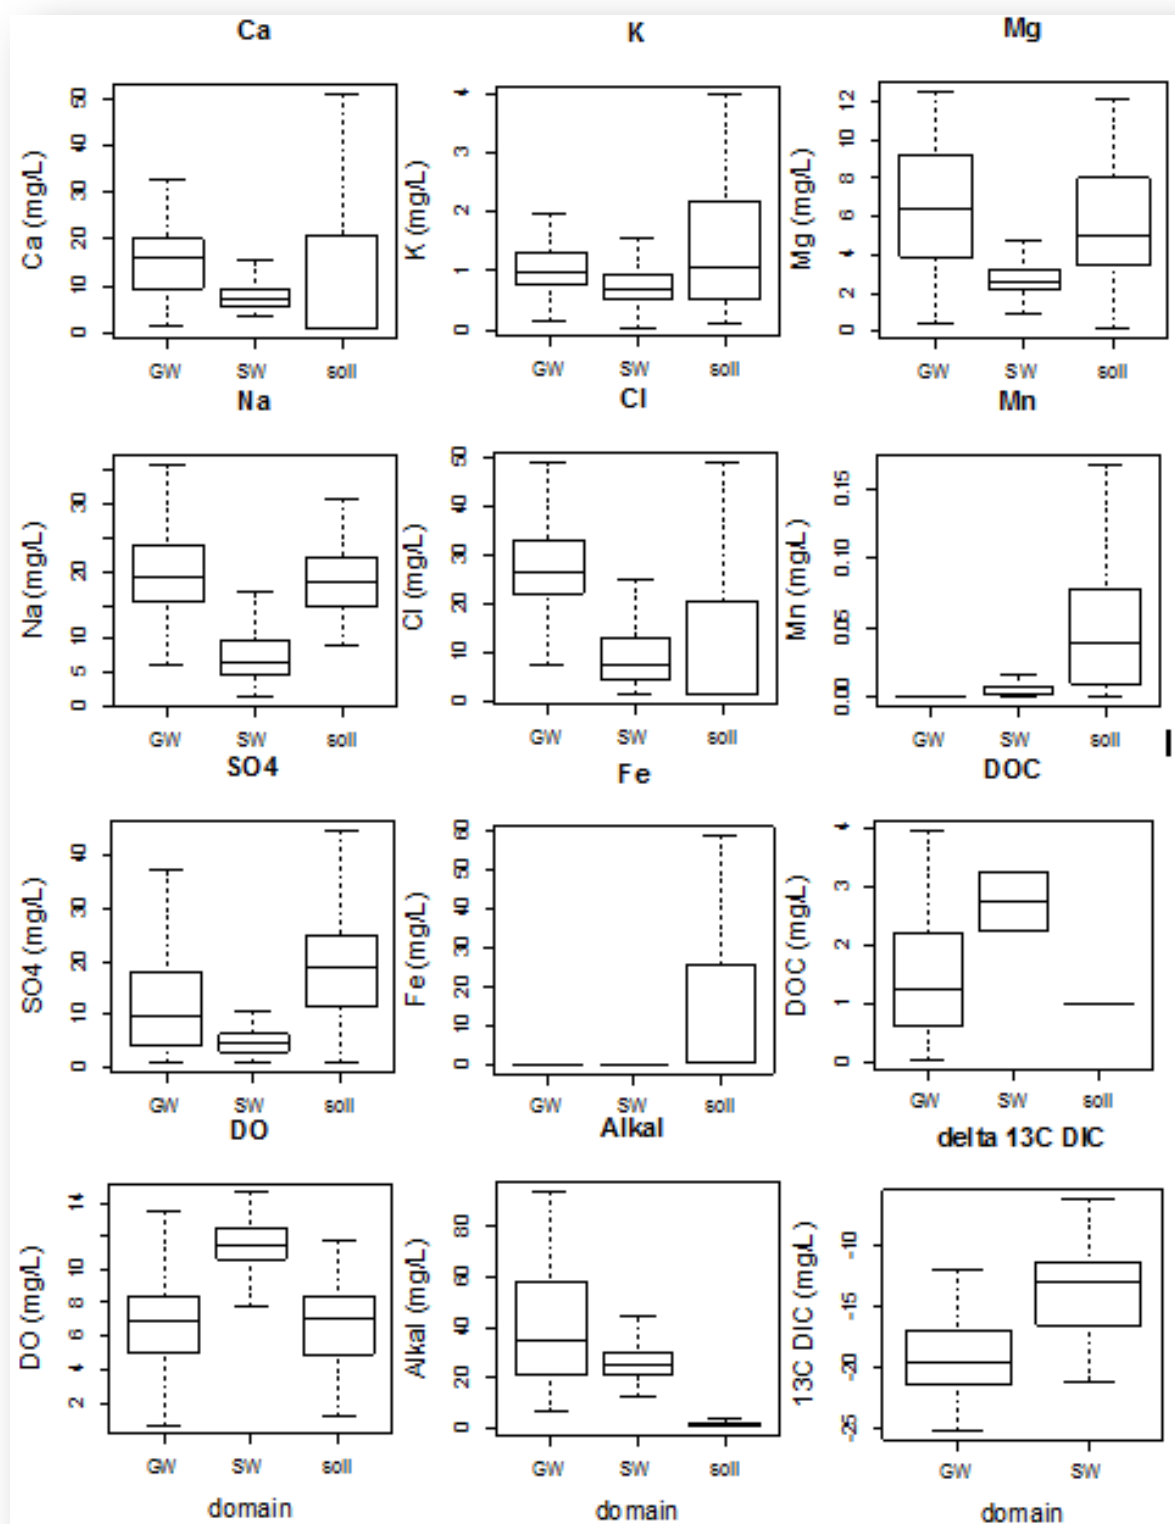 Ca K Mg
Ca (mg/L) 0 10 20 30 40 50
K (mg/L) 0 1 2 3 4
Mg (mg/L) 0 2 4 6 8 10 12
GW SW soil GW SW soil GW SW soil
Na Cl Mn
Na (mg/L) 0 5 10 20 30
Cl (mg/L) 0 10 20 30 40 50
Mn (mg/L) 0.00 0.05 0.10 0.15
GW SW soil GW SW soil GW SW soil
SO4 Fe DOC
SO4 (mg/L) 0 10 20 30 40
Fe (mg/L) 0 10 20 30 40 50 60
DOC (mg/L) 0 1 2 3 4
GW SW soil GW SW soil GW SW soil
DO Alkal delta 13C DIC
DO (mg/L) 2 4 6 8 10 14
Alkal (mg/L) 0 20 40 60 80
13C DIC (mg/L) -25 -20 -15 -10
GW SW soil GW SW soil GW SW
domain domain domain